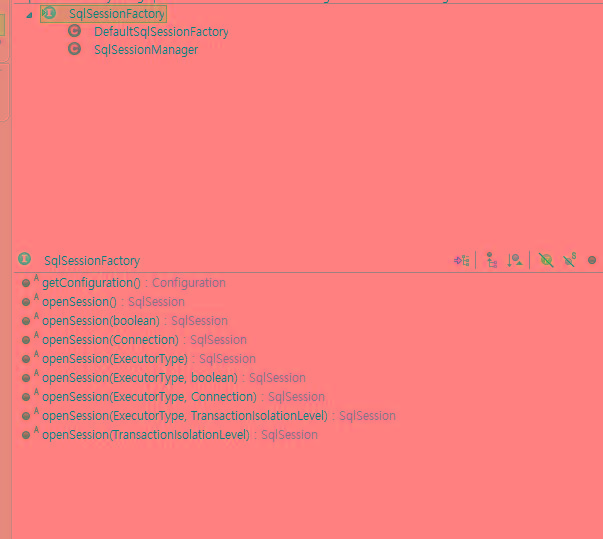 SqlSessionFactory
DefaultSqlSessionFactory
SqlSessionManager
SqlSessionFactory
getConfiguration() : Configuration
openSession() : SqlSession
openSession(boolean) : SqlSession
openSession(Connection) : SqlSession
openSession(ExecutorType) : SqlSession
openSession(ExecutorType, boolean) : SqlSession
openSession(ExecutorType, Connection) : SqlSession
openSession(ExecutorType, TransactionIsolationLevel) : SqlSession
openSession(TransactionIsolationLevel) : SqlSession